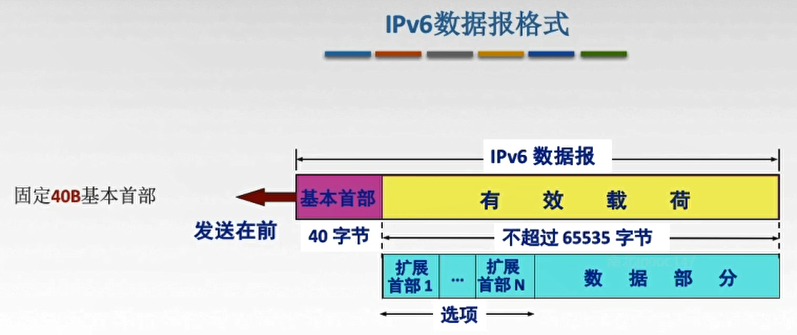 IPv6数据报格式
IPv6 数据报
固定40B基本首部
基本首部
有效载荷
发送在前
40 字节
不超过 65535 字节
扩展
首部 1
...
扩展
首部 N
数据部分
选项